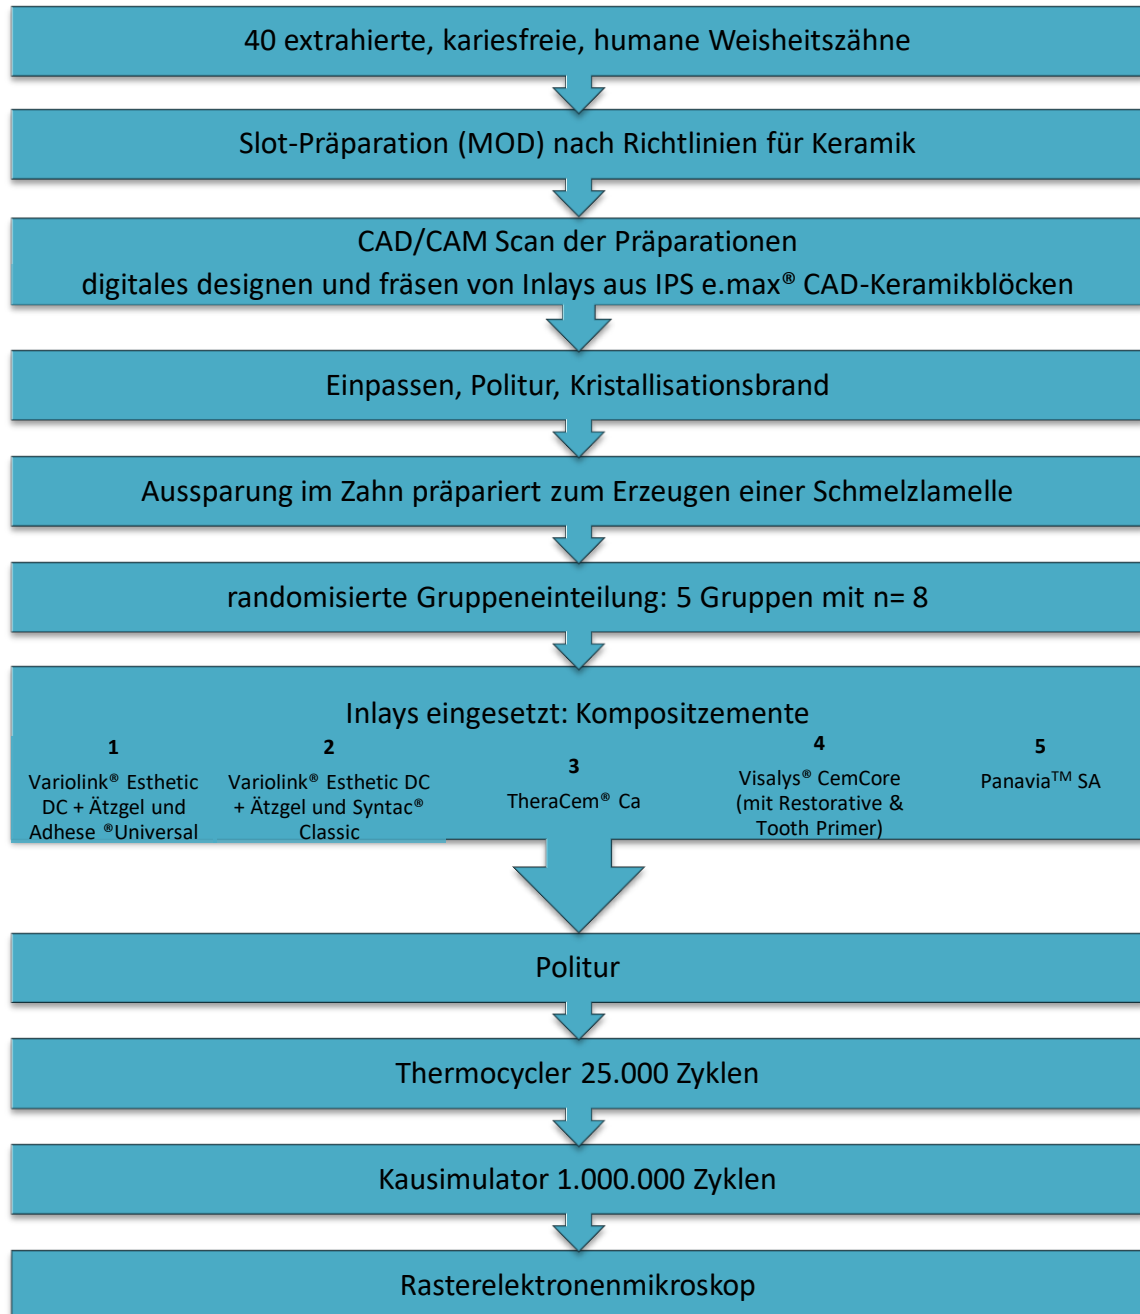 40 extrahierte, kariesfreie, humane Weisheitszähne
Slot-Präparation (MOD) nach Richtlinien für Keramik
CAD/CAM Scan der Präparationen
digitales designen und fräsen von Inlays aus IPS e.max® CAD-Keramikblöcken
Einpassen, Politur, Kristallisationsbrand
Aussparung im Zahn präpariert zum Erzeugen einer Schmelzlamelle
randomisierte Gruppeneinteilung: 5 Gruppen mit n= 8
Inlays eingesetzt: Kompositzemente
1
Variolink® Esthetic
DC + Ätzgel und
Adhese ®Universal
2
Variolink® Esthetic DC
+ Ätzgel und Syntac®
Classic
3
TheraCem® Ca
4
Visalys® CemCore
(mit Restorative &
Tooth Primer)
5
Panavia™ SA
Politur
Thermocycler 25.000 Zyklen
Kausimulator 1.000.000 Zyklen
Rasterelektronenmikroskop